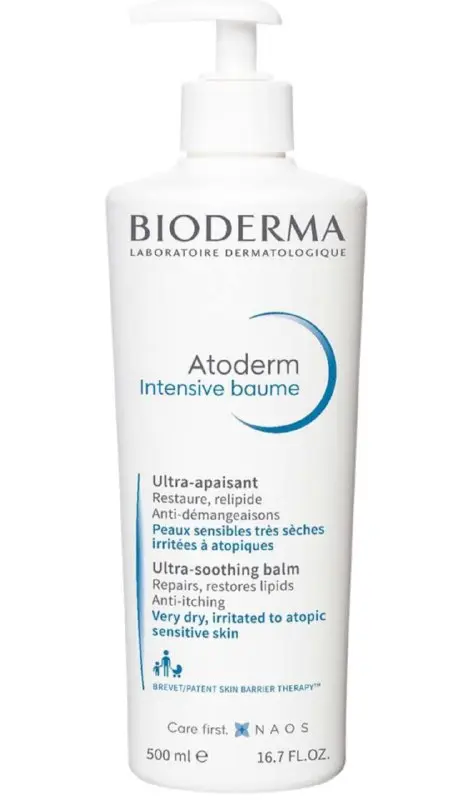 BIODERMA
LABORATOIRE DERMATOLOGIQUE
Atoderm
Intensive baume
Ultra-apaisant
Restaure, relipide
Anti-démangeaisons
Peaux sensibles très sèches
irritées à atopiques
Ultra-soothing balm
Repairs, restores lipids
Anti-itching
Very dry, irritated to atopic
sensitive skin
BREVET/PATENT SKIN BARRIER THERAPY™
Care first. NAOS
500 ml ℮ 16.7 FL.OZ.